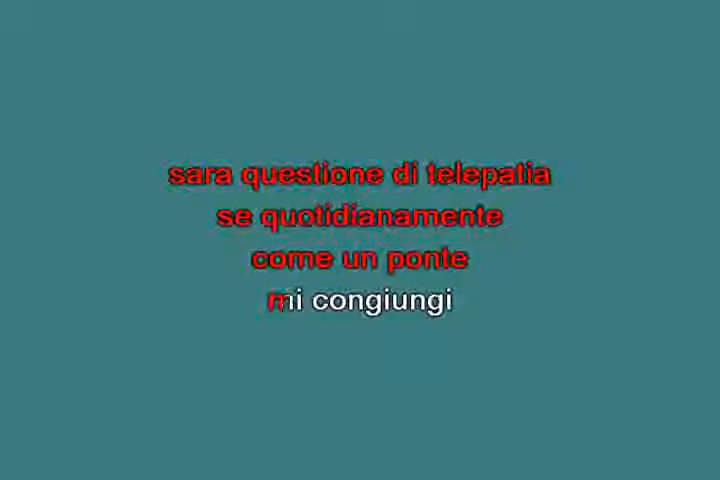 sara questione di telepatia
se quotidianamente
come un ponte
mi congiungi